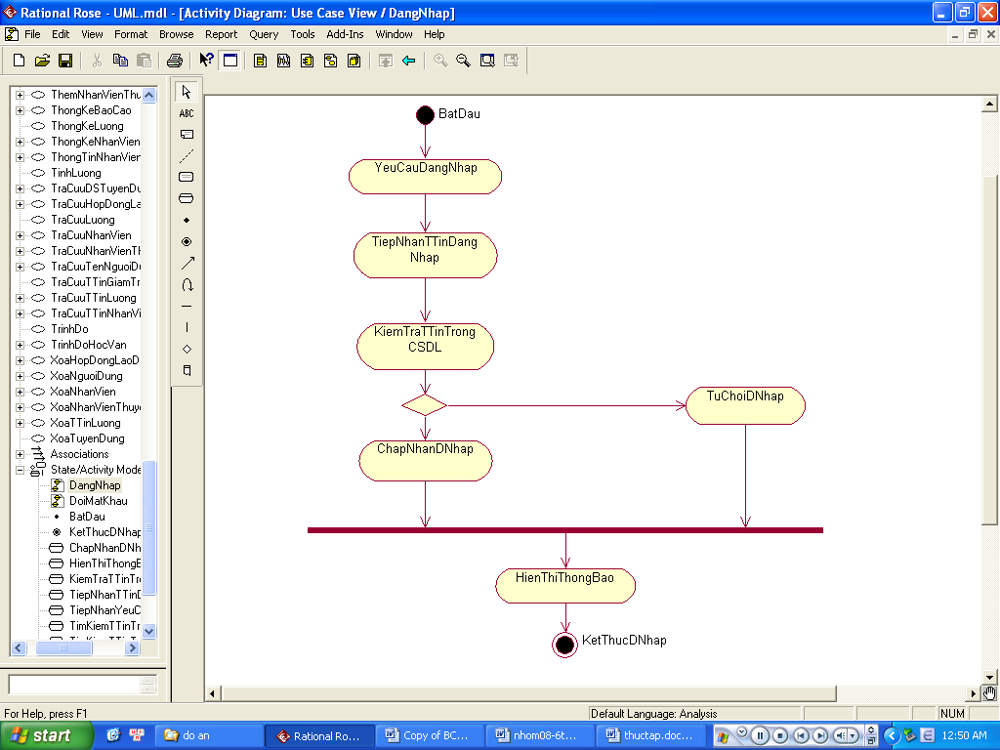 Rational Rose - UML.mdl - [Activity Diagram: Use Case View / DangNhap]
File Edit View Format Browse Report Query Tools Add-Ins Window Help
ThemNhanVienThu
ThongKeBaoCao
ThongKeLuong
ThongKeNhanVien
ThongTinNhanVien
TinhLuong
TraCuuDSTuyenDu
TraCuuHopDongLa
TraCuuLuong
TraCuuNhanVien
TraCuuNhanVienTh
TraCuuTenNguoiDu
TraCuuTTinGiamTr
TraCuuTTinLuong
TraCuuTTinNhanVi
TrinhDo
TrinhDoHocVan
XoaHopDongLaoD
XoaNguoiDung
XoaNhanVien
XoaNhanVienThuy
XoaTTinLuong
XoaTuyenDung
Associations
State/Activity Mode
DangNhap
DoiMatKhau
BatDau
KetThucDNhap
ChapNhanDNh
HienThiThongB
KiemTraTTinTro
TiepNhanTTinD
TiepNhanYeuC
TimKiemTTinTr
ABC
BatDau
YeuCauDangNhap
TiepNhanTTinDang
Nhap
KiemTraTTinTrong
CSDL
TuChoiDNhap
ChapNhanDNhap
HienThiThongBao
KetThucDNhap
For Help, press F1
Default Language: Analysis
NUM
start
do an
Rational Ro...
Copy of BC...
nhom08-6t...
thuctap.doc...
12:50 AM